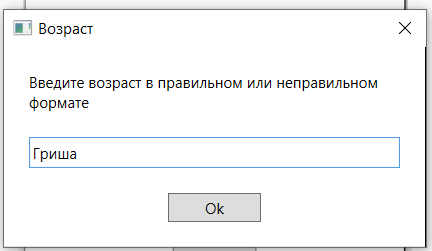 Возраст
Введите возраст в правильном или неправильном
формате
Гриша
Ok